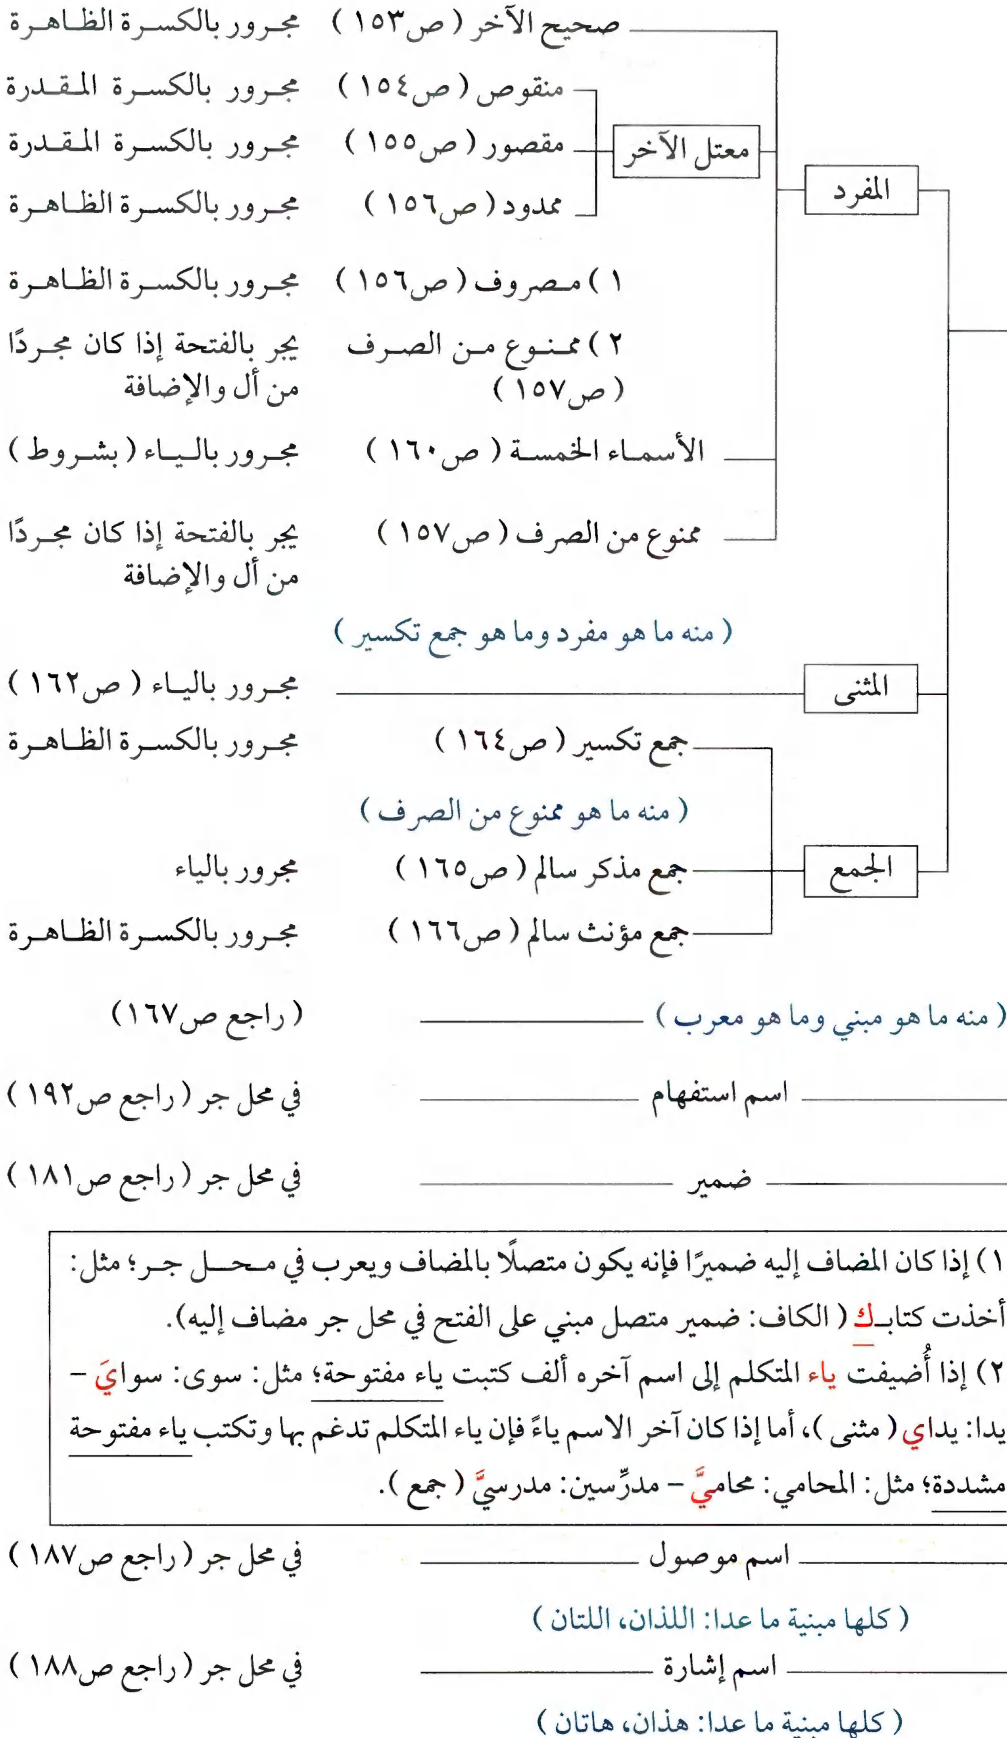 صحيح الآخر ( ص١٥٣ ) مجرور بالكسرة الظاهرة
منقوص ( ص١٥٤ ) مجرور بالكسرة المقدرة
معتل الآخر مقصور ( ص١٥٥ ) مجرور بالكسرة المقدرة
المفرد ممدود ( ص١٥٦ ) مجرور بالكسرة الظاهرة
١ ) مصروف ( ص١٥٦ ) مجرور بالكسرة الظاهرة
٢ ) ممنوع من الصرف يجر بالفتحة إذا كان مجردًا
( ص١٥٧ ) من أل والإضافة
الأسماء الخمسة ( ص١٦٠ ) مجرور بالياء ( بشروط )
ممنوع من الصرف ( ص١٥٧ ) يجر بالفتحة إذا كان مجردًا
من أل والإضافة
( منه ما هو مفرد وما هو جمع تكسير )
المثنى مجرور بالياء ( ص١٦٢ )
جمع تكسير ( ص١٦٤ ) مجرور بالكسرة الظاهرة
( منه ما هو ممنوع من الصرف )
الجمع جمع مذكر سالم ( ص١٦٥ ) مجرور بالياء
جمع مؤنث سالم ( ص١٦٦ ) مجرور بالكسرة الظاهرة
( منه ما هو مبني وما هو معرب ) ( راجع ص١٦٧)
اسم استفهام في محل جر ( راجع ص١٩٢ )
ضمير في محل جر ( راجع ص١٨١ )
١) إذا كان المضاف إليه ضميرًا فإنه يكون متصلًا بالمضاف ويعرب في محل جر؛ مثل:
أخذت كتابـك ( الكاف: ضمير متصل مبني على الفتح في محل جر مضاف إليه).
٢) إذا أُضيفت ياء المتكلم إلى اسم آخره ألف كتبت ياء مفتوحة؛ مثل: سوى: سوايَ –
يدا: يداي ( مثنى )، أما إذا كان آخر الاسم ياءً فإن ياء المتكلم تدغم بها وتكتب ياء مفتوحة
مشددة؛ مثل: المحامي: محاميَّ – مدرِّسين: مدرسيَّ ( جمع ).
اسم موصول في محل جر ( راجع ص١٨٧ )
( كلها مبنية ما عدا: اللذان، اللتان )
اسم إشارة في محل جر ( راجع ص١٨٨ )
( كلها مبنية ما عدا: هذان، هاتان )